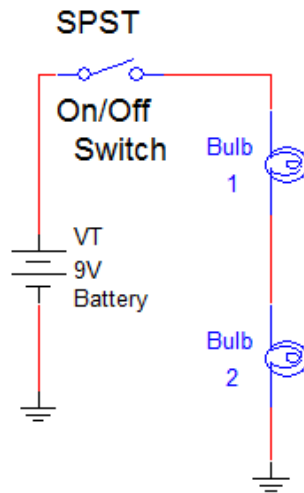 SPST
On/Off
Switch
Bulb
1
VT
9V
Battery
Bulb
2